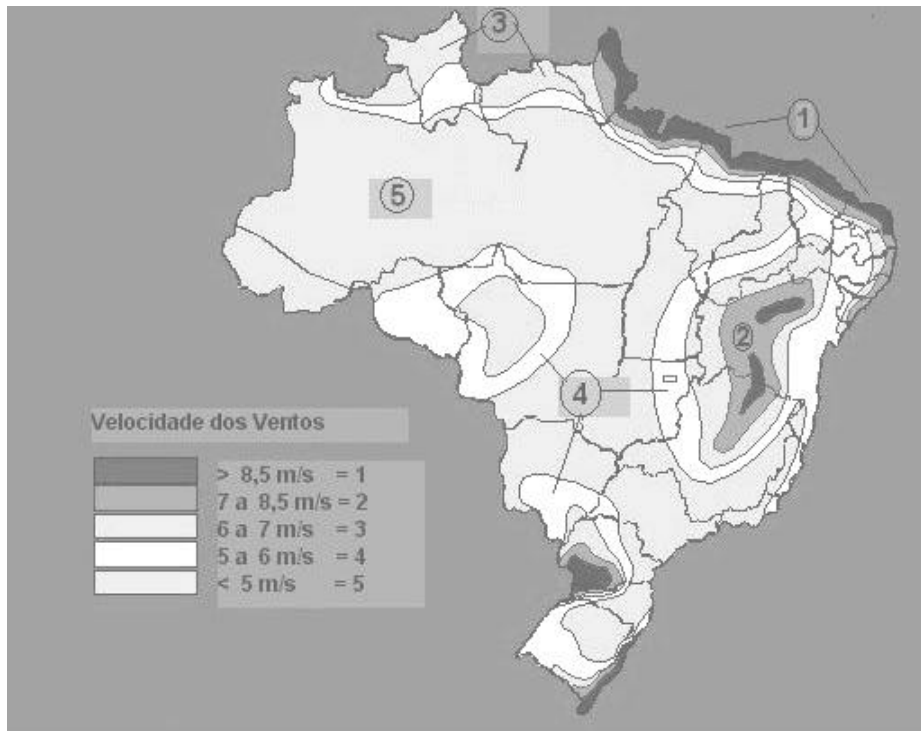 3
1
5
2
4
Velocidade dos Ventos
> 8,5 m/s = 1
7 a 8,5 m/s = 2
6 a 7 m/s = 3
5 a 6 m/s = 4
< 5 m/s = 5